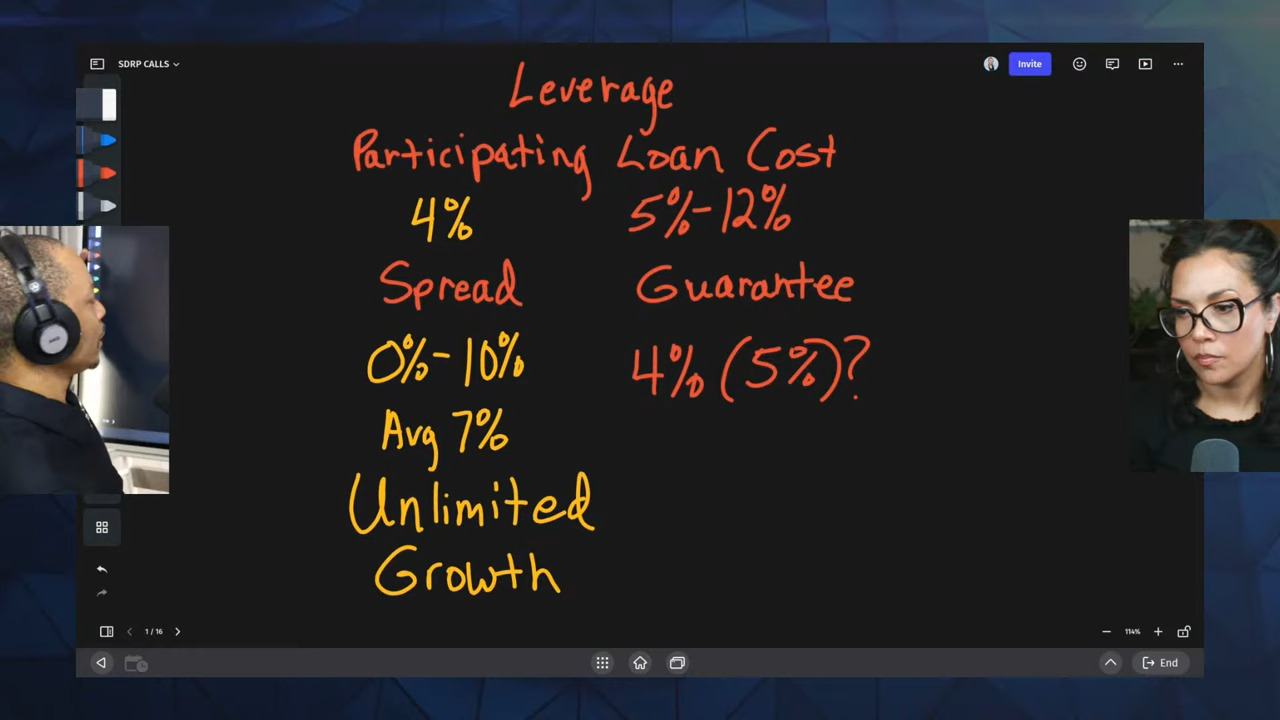 SDRP CALLS
Invite
Leverage
Participating Loan Cost
4% 5%-12%
Spread Guarantee
0%-10% 4% (5%)?
Avg 7%
Unlimited
Growth
1 / 16
114%
End